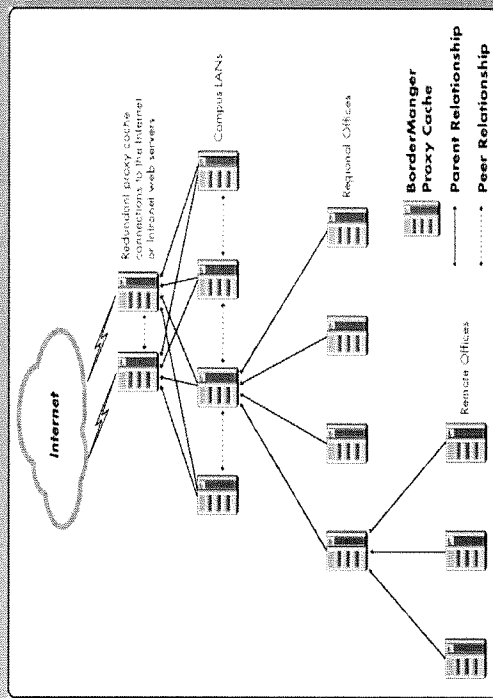 Internet
Redundant proxy cache
connections to the Internet
or Intranet web servers
Campus LANs
Regional Offices
BorderManger
Proxy Cache
Parent Relationship
Peer Relationship
Remote Offices